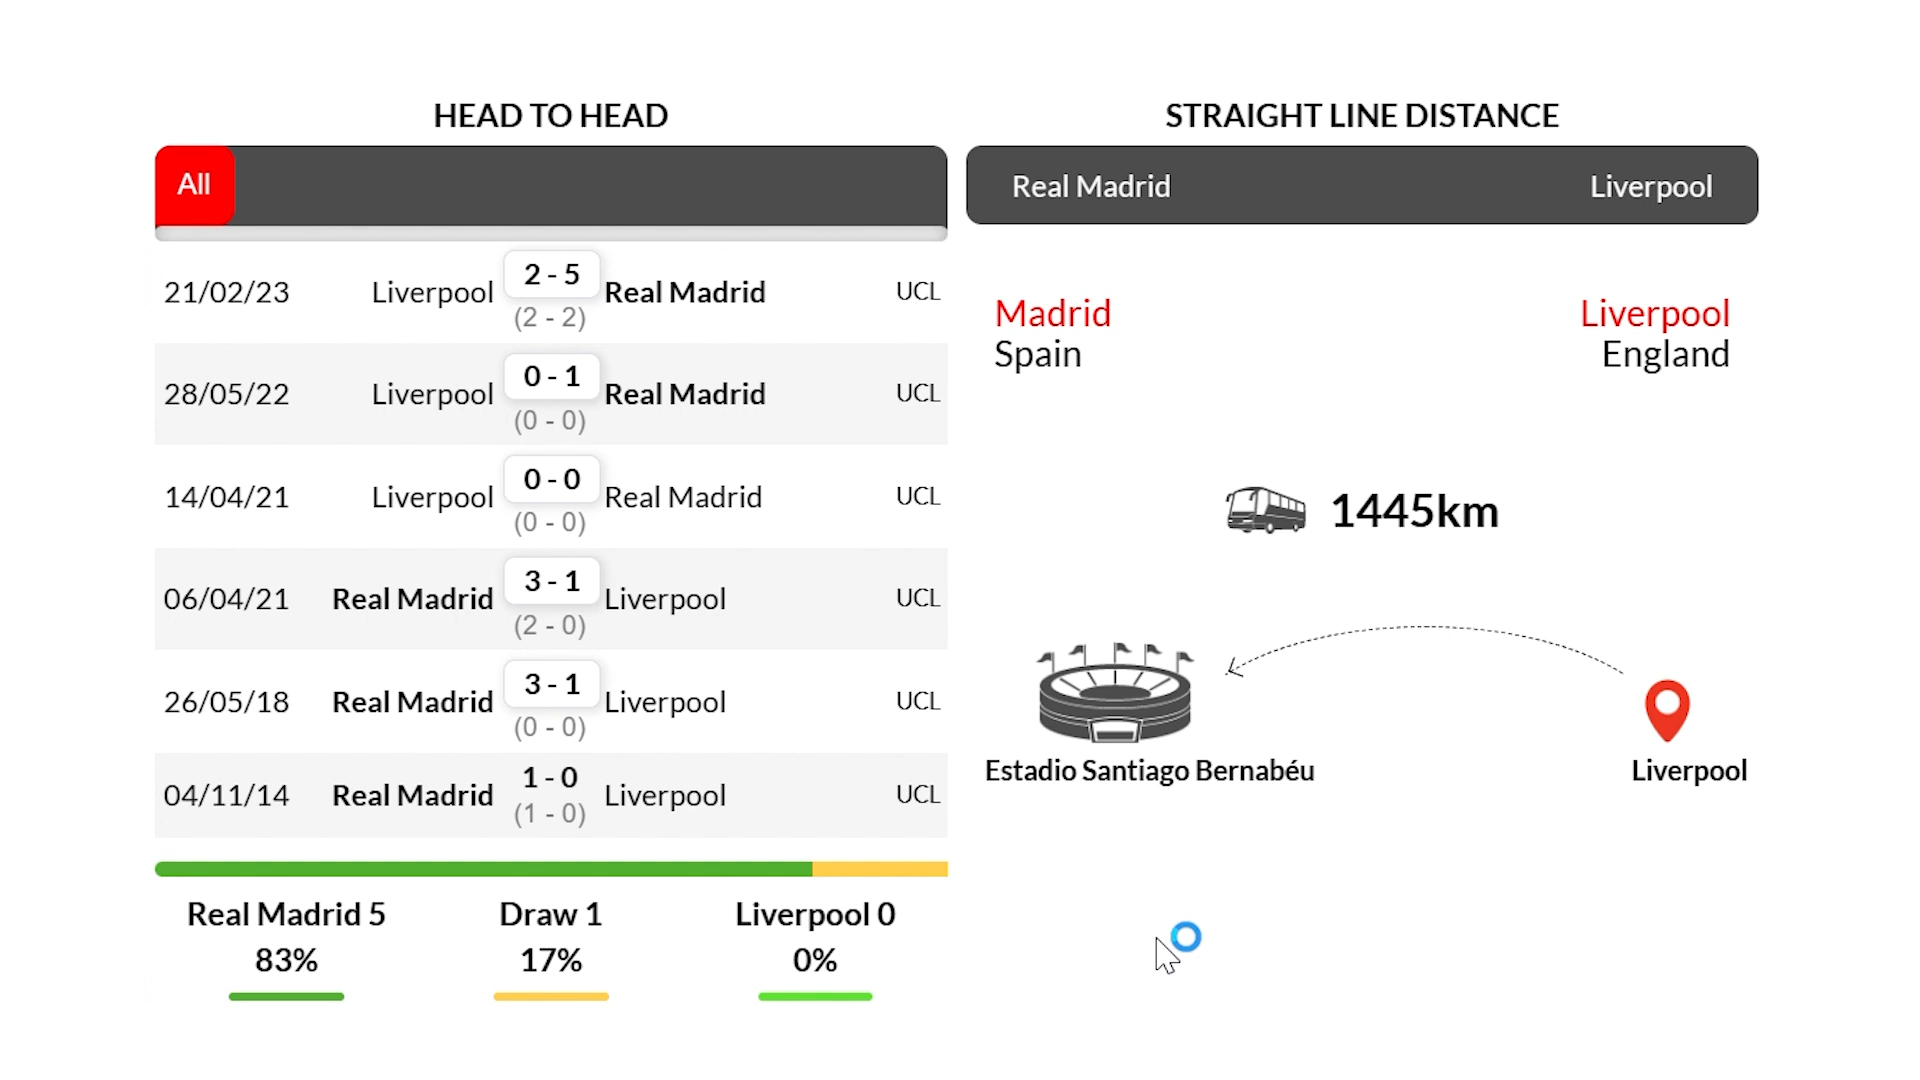 HEAD TO HEAD
All
21/02/23 Liverpool 2 - 5 Real Madrid UCL
(2 - 2)
28/05/22 Liverpool 0 - 1 Real Madrid UCL
(0 - 0)
14/04/21 Liverpool 0 - 0 Real Madrid UCL
(0 - 0)
06/04/21 Real Madrid 3 - 1 Liverpool UCL
(2 - 0)
26/05/18 Real Madrid 3 - 1 Liverpool UCL
(0 - 0)
04/11/14 Real Madrid 1 - 0 Liverpool UCL
(1 - 0)
Real Madrid 5 Draw 1 Liverpool 0
83% 17% 0%
STRAIGHT LINE DISTANCE
Real Madrid Liverpool
Madrid Liverpool
Spain England
1445km
Estadio Santiago Bernabéu Liverpool